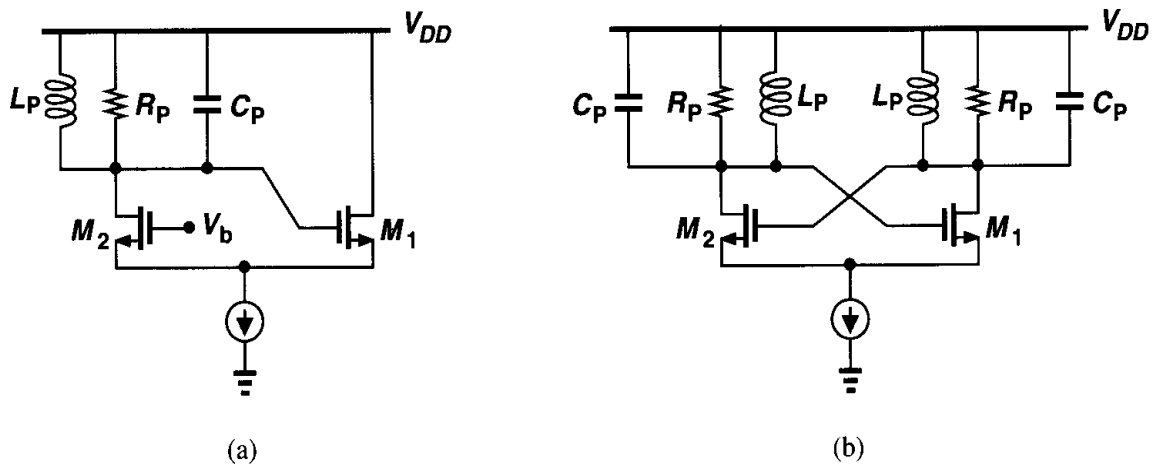 V_DD
L_P R_P C_P
M_2 V_b M_1
(a)
V_DD
C_P R_P L_P L_P R_P C_P
M_2 M_1
(b)